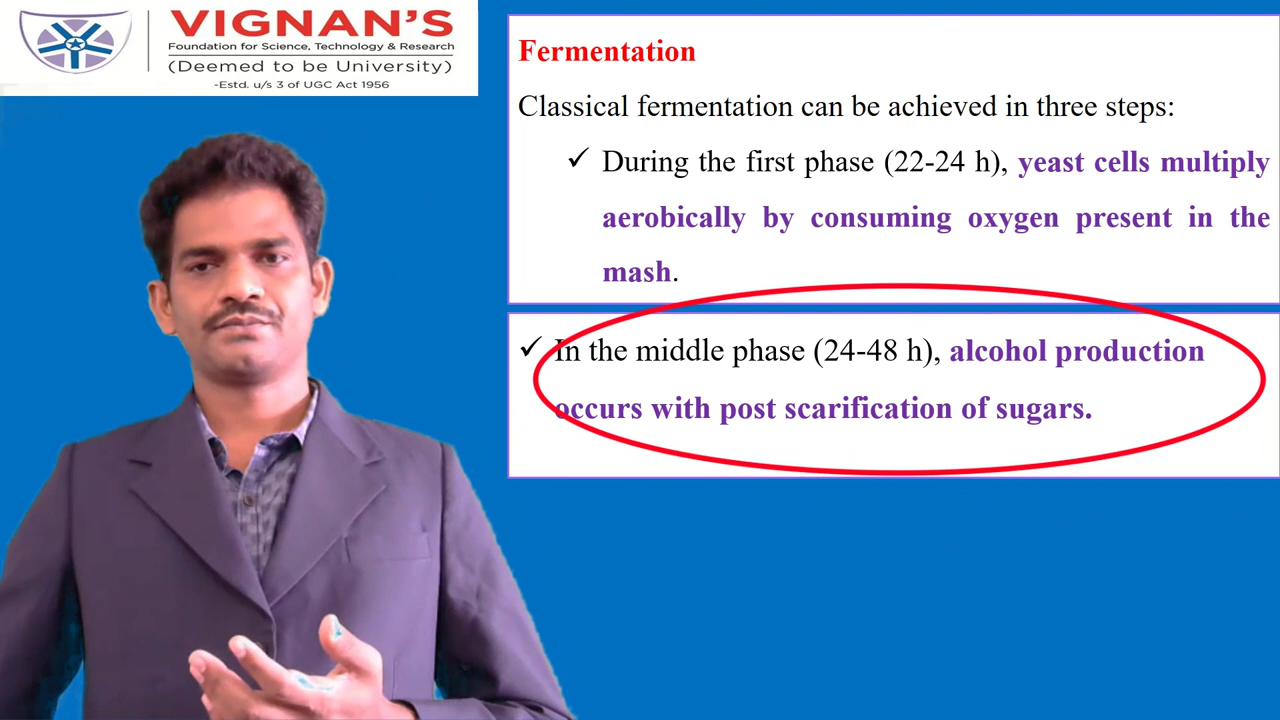 VIGNAN'S
Foundation for Science, Technology & Research
(Deemed to be University)
-Estd. u/s 3 of UGC Act 1956
Fermentation
Classical fermentation can be achieved in three steps:
✓ During the first phase (22-24 h), yeast cells multiply
aerobically by consuming oxygen present in the
mash.
✓ In the middle phase (24-48 h), alcohol production
occurs with post scarification of sugars.